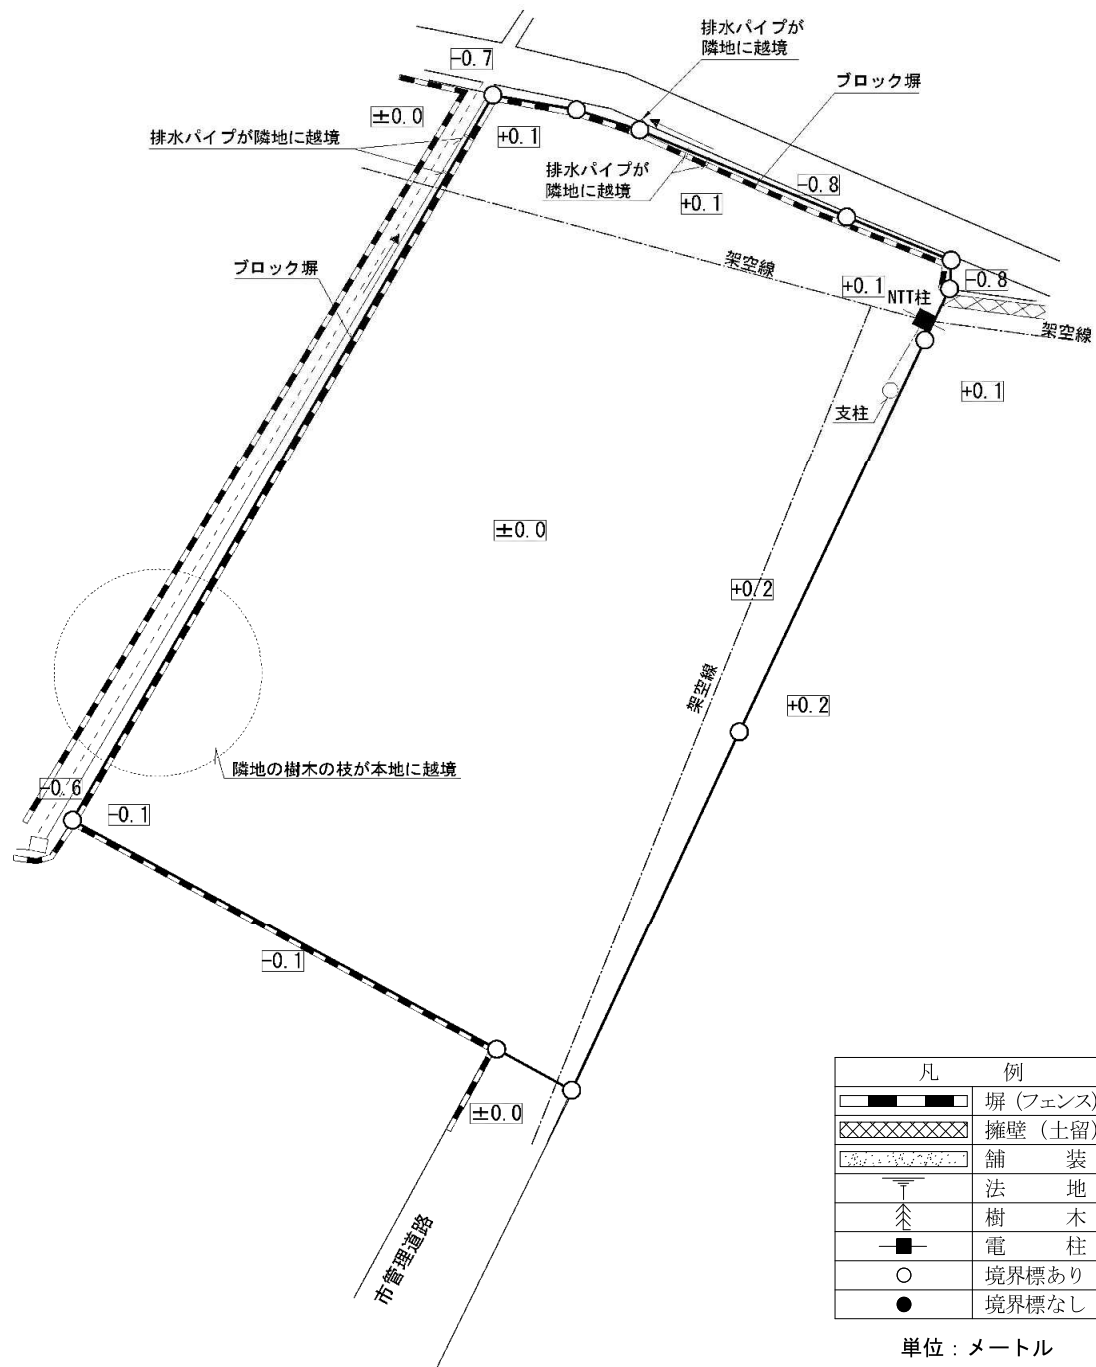 排水パイプが
隣地に越境
-0.7
ブロック塀
±0.0
+0.1
排水パイプが隣地に越境
排水パイプが
隣地に越境
-0.8
+0.1
架空線
ブロック塀
+0.1
-0.8
NTT柱
架空線
+0.1
支柱
±0.0
+0.2
架空線
+0.2
隣地の樹木の枝が本地に越境
-0.6
-0.1
-0.1
±0.0
市管理道路
凡 例
塀(フェンス)
擁壁(土留)
舗 装
法 地
樹 木
電 柱
境界標あり
境界標なし
単位:メートル